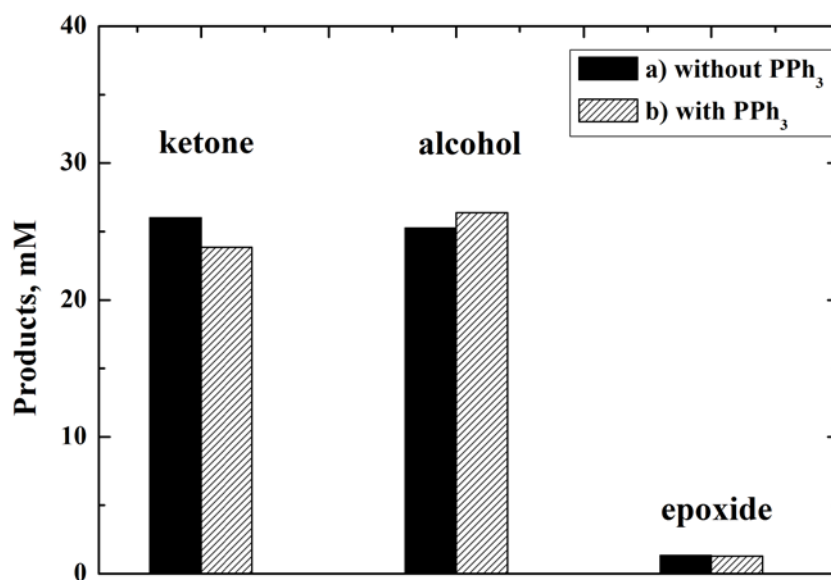 40
30
20
10
0
Products, mM
a) without PPh₃
b) with PPh₃
ketone
alcohol
epoxide